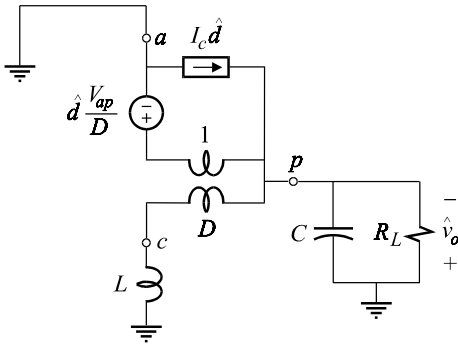 a
I_c d̂
d̂ V_ap/D
− +
1
D
p
c
L
C
R_L
−
v̂_o
+